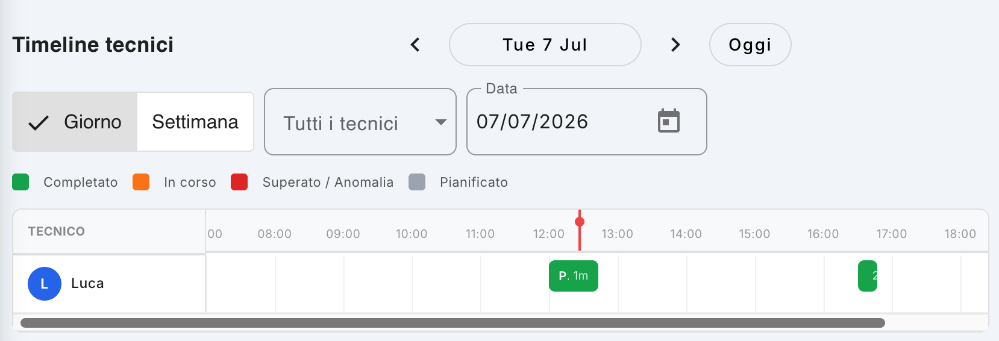 Timeline tecnici
Tue 7 Jul
Oggi
Giorno
Settimana
Tutti i tecnici
Data
07/07/2026
Completato
In corso
Superato / Anomalia
Pianificato
TECNICO
00 08:00 09:00 10:00 11:00 12:00 13:00 14:00 15:00 16:00 17:00 18:00
L Luca
P. 1m
2